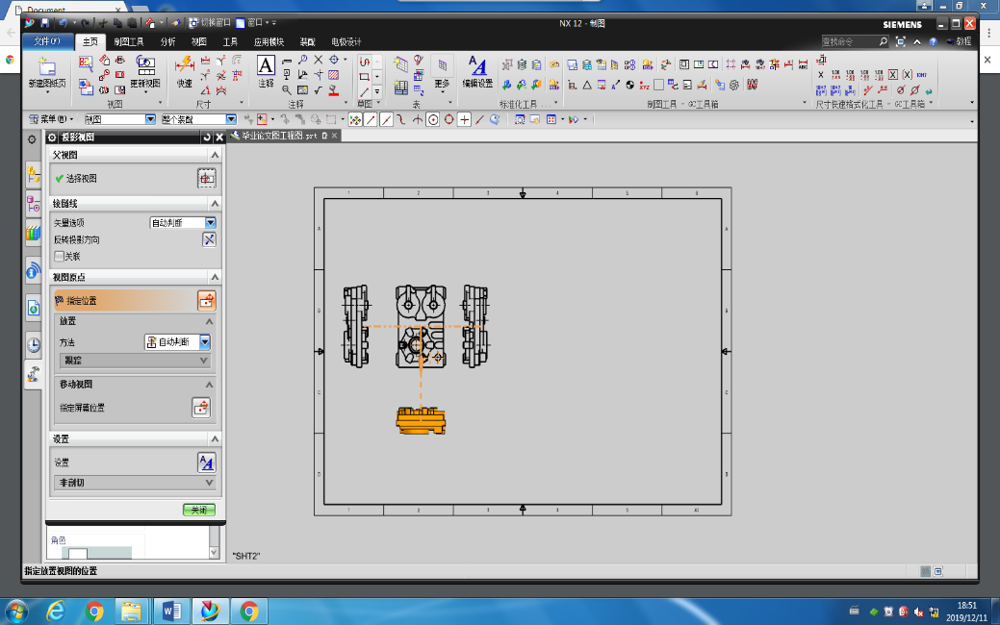 Document
切换窗口 窗口
NX 12 - 制图
SIEMENS
文件(F) 主页 制图工具 分析 视图 工具 应用模块 装配 电极设计
查找命令 教程
新建图纸页
更新视图
视图
快速
尺寸
A 注释
注释
草图
表
更多
编辑设置
标准化工具...
制图工具 - GC工具箱
尺寸快速格式化工具 - GC工具箱
菜单(M) 视图 整个装配
投影视图
毕业论文图工程图.prt
父视图
选择视图
铰链线
矢量选项 自动判断
反转投影方向
关联
视图原点
指定位置
放置
方法 自动判断
跟踪
移动视图
指定屏幕位置
设置
设置
非剖切
关闭
角色
"SHT2"
指定放置视图的位置
18:51
2019/12/11